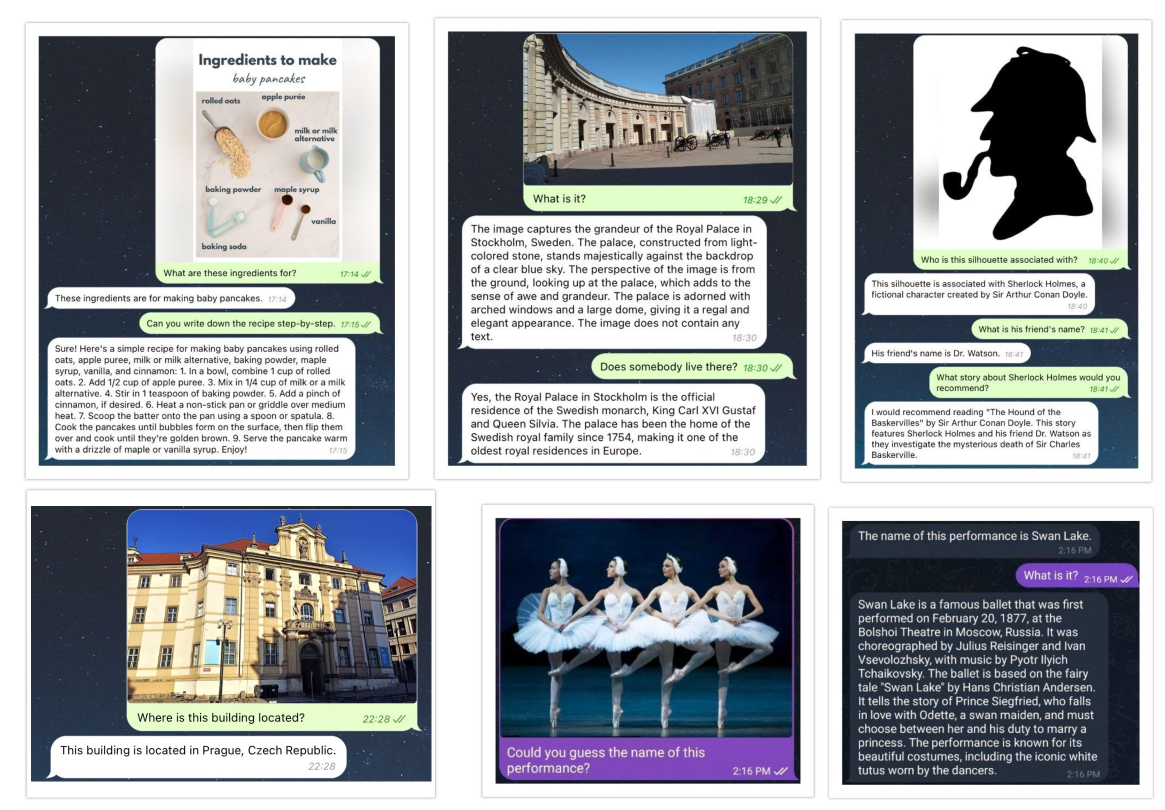 Ingredients to make
baby pancakes
rolled oats
apple purée
milk or milk
alternative
baking powder
maple syrup
vanilla
baking soda
What are these ingredients for? 17:14
These ingredients are for making baby pancakes. 17:14
Can you write down the recipe step-by-step. 17:15
Sure! Here's a simple recipe for making baby pancakes using rolled
oats, apple puree, milk or milk alternative, baking powder, maple
syrup, vanilla, and cinnamon: 1. In a bowl, combine 1 cup of rolled
oats. 2. Add 1/2 cup of apple puree. 3. Mix in 1/4 cup of milk or a milk
alternative. 4. Stir in 1 teaspoon of baking powder. 5. Add a pinch of
cinnamon, if desired. 6. Heat a non-stick pan or griddle over medium
heat. 7. Scoop the batter onto the pan using a spoon or spatula. 8.
Cook the pancakes until bubbles form on the surface, then flip them
over and cook until they're golden brown. 9. Serve the pancake warm
with a drizzle of maple or vanilla syrup. Enjoy! 17:15
What is it? 18:29
The image captures the grandeur of the Royal Palace in
Stockholm, Sweden. The palace, constructed from light-
colored stone, stands majestically against the backdrop
of a clear blue sky. The perspective of the image is from
the ground, looking up at the palace, which adds to the
sense of awe and grandeur. The palace is adorned with
arched windows and a large dome, giving it a regal and
elegant appearance. The image does not contain any
text. 18:30
Does somebody live there? 18:30
Yes, the Royal Palace in Stockholm is the official
residence of the Swedish monarch, King Carl XVI Gustaf
and Queen Silvia. The palace has been the home of the
Swedish royal family since 1754, making it one of the
oldest royal residences in Europe. 18:30
Who is this silhouette associated with? 18:40
This silhouette is associated with Sherlock Holmes, a
fictional character created by Sir Arthur Conan Doyle.
18:40
What is his friend's name? 18:41
His friend's name is Dr. Watson. 18:41
What story about Sherlock Holmes would you
recommend? 18:41
I would recommend reading "The Hound of the
Baskervilles" by Sir Arthur Conan Doyle. This story
features Sherlock Holmes and his friend Dr. Watson as
they investigate the mysterious death of Sir Charles
Baskerville. 18:41
Where is this building located? 22:28
This building is located in Prague, Czech Republic.
22:28
Could you guess the name of this
performance? 2:16 PM
The name of this performance is Swan Lake.
2:16 PM
What is it? 2:16 PM
Swan Lake is a famous ballet that was first
performed on February 20, 1877, at the
Bolshoi Theatre in Moscow, Russia. It was
choreographed by Julius Reisinger and Ivan
Vsevolozhsky, with music by Pyotr Ilyich
Tchaikovsky. The ballet is based on the fairy
tale "Swan Lake" by Hans Christian Andersen.
It tells the story of Prince Siegfried, who falls
in love with Odette, a swan maiden, and must
choose between her and his duty to marry a
princess. The performance is known for its
beautiful costumes, including the iconic white
tutus worn by the dancers. 2:16 PM